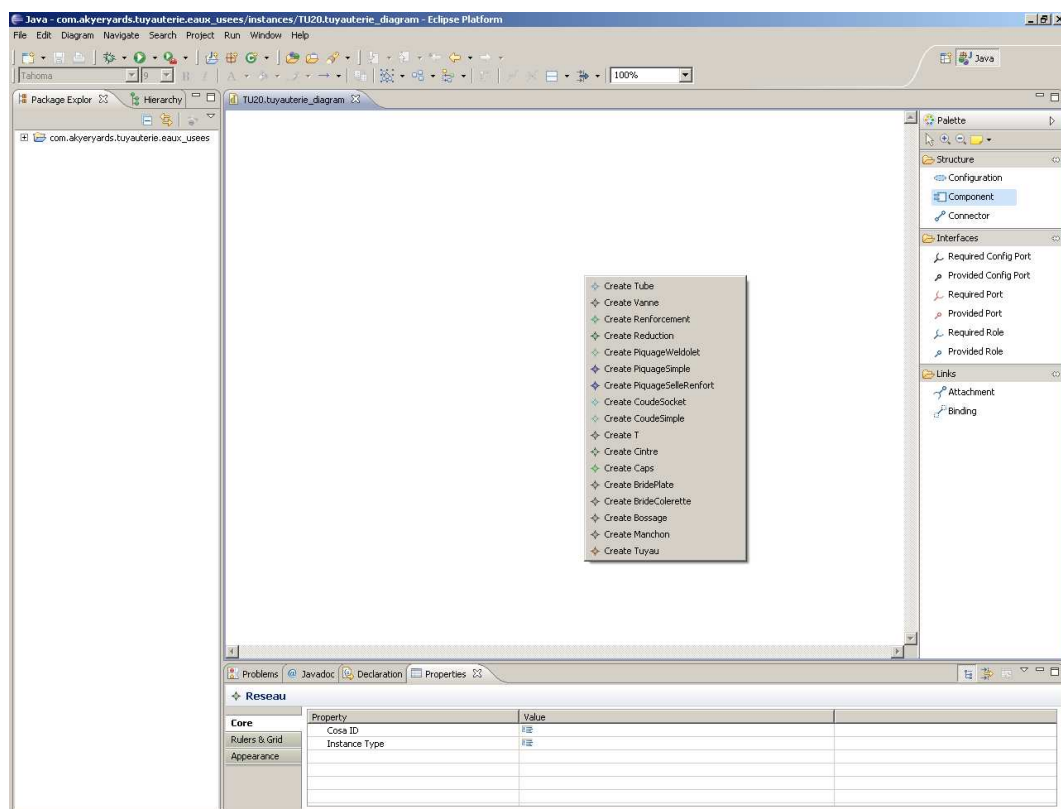 Java - com.akyeryards.tuyauterie.eaux_usees/instances/TU20.tuyauterie_diagram - Eclipse Platform
File Edit Diagram Navigate Search Project Run Window Help
Java
Tahoma 9 B I A 100%
Package Explor Hierarchy
com.akyeryards.tuyauterie.eaux_usees
TU20.tuyauterie_diagram
Create Tube
Create Vanne
Create Renforcement
Create Reduction
Create PiquageWeldolet
Create PiquageSimple
Create PiquageSelleRenfort
Create CoudeSocket
Create CoudeSimple
Create T
Create Cintre
Create Caps
Create BridePlate
Create BrideColerette
Create Bossage
Create Manchon
Create Tuyau
Palette
Structure
Configuration
Component
Connector
Interfaces
Required Config Port
Provided Config Port
Required Port
Provided Port
Required Role
Provided Role
Links
Attachment
Binding
Problems @ Javadoc Declaration Properties
Reseau
Core
Rulers & Grid
Appearance
Property Value
Cosa ID
Instance Type